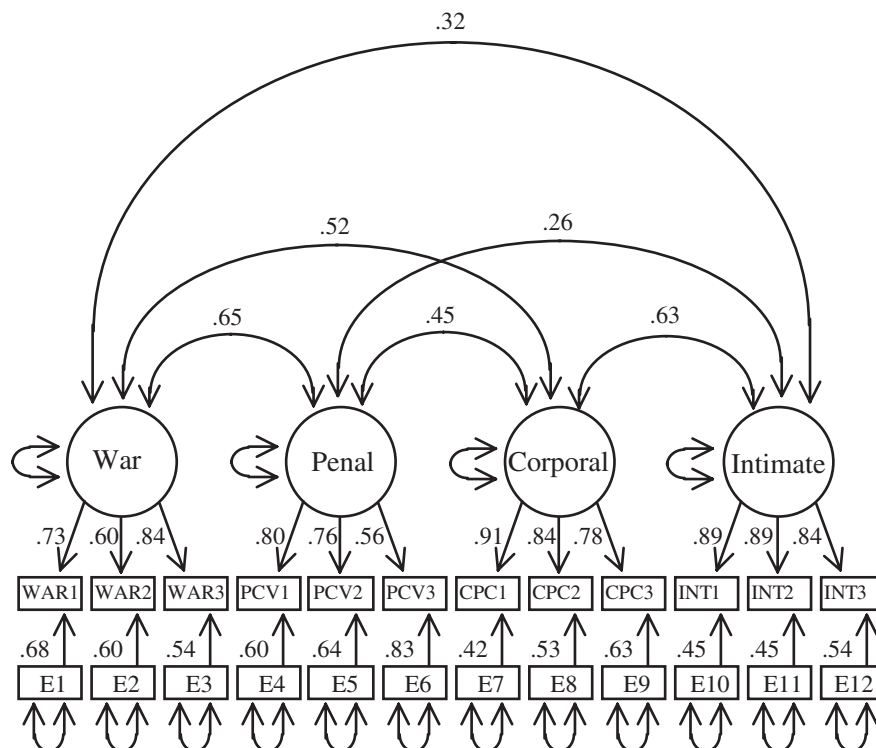 .32
.52 .26
.65 .45 .63
War Penal Corporal Intimate
.73 .60 .84 .80 .76 .56 .91 .84 .78 .89 .89 .84
WAR1 WAR2 WAR3 PCV1 PCV2 PCV3 CPC1 CPC2 CPC3 INT1 INT2 INT3
.68 .60 .54 .60 .64 .83 .42 .53 .63 .45 .45 .54
E1 E2 E3 E4 E5 E6 E7 E8 E9 E10 E11 E12